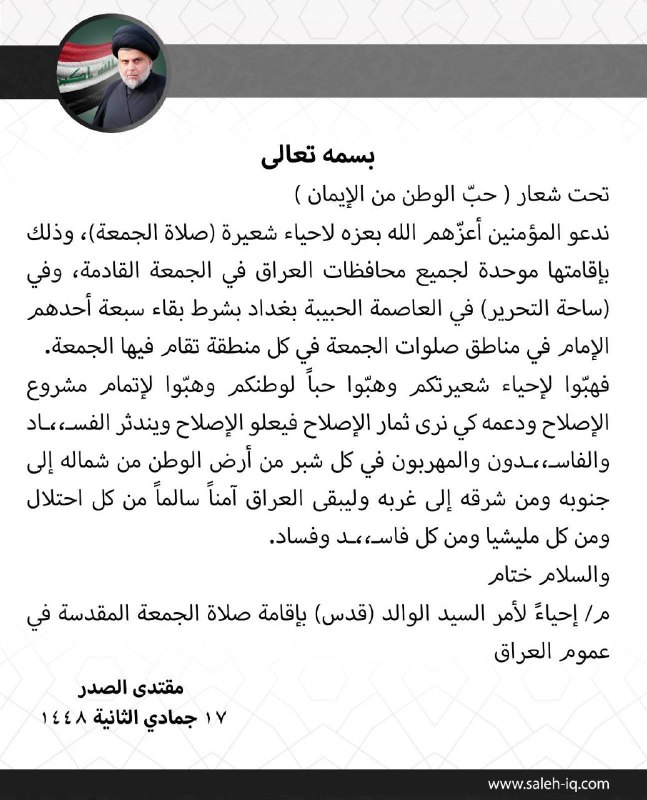 بسمه تعالى
تحت شعار ( حبّ الوطن من الإيمان )
ندعو المؤمنين أعزّهم الله بعزه لاحياء شعيرة (صلاة الجمعة)، وذلك
بإقامتها موحدة لجميع محافظات العراق في الجمعة القادمة، وفي
(ساحة التحرير) في العاصمة الحبيبة بغداد بشرط بقاء سبعة أحدهم
الإمام في مناطق صلوات الجمعة في كل منطقة تقام فيها الجمعة.
فهبّوا لإحياء شعيرتكم وهبّوا حباً لوطنكم وهبّوا لإتمام مشروع
الإصلاح ودعمه كي نرى ثمار الإصلاح فيعلو الإصلاح ويندثر الفسـ،،ـاد
والفاسـ،،ـدون والمهربون في كل شبر من أرض الوطن من شماله إلى
جنوبه ومن شرقه إلى غربه وليبقى العراق آمناً سالماً من كل احتلال
ومن كل مليشيا ومن كل فاسـ،،ـد وفساد.
والسلام ختام
م/ إحياءً لأمر السيد الوالد (قدس) بإقامة صلاة الجمعة المقدسة في
عموم العراق
مقتدى الصدر
١٧ جمادي الثانية ١٤٤٨
www.saleh-iq.com